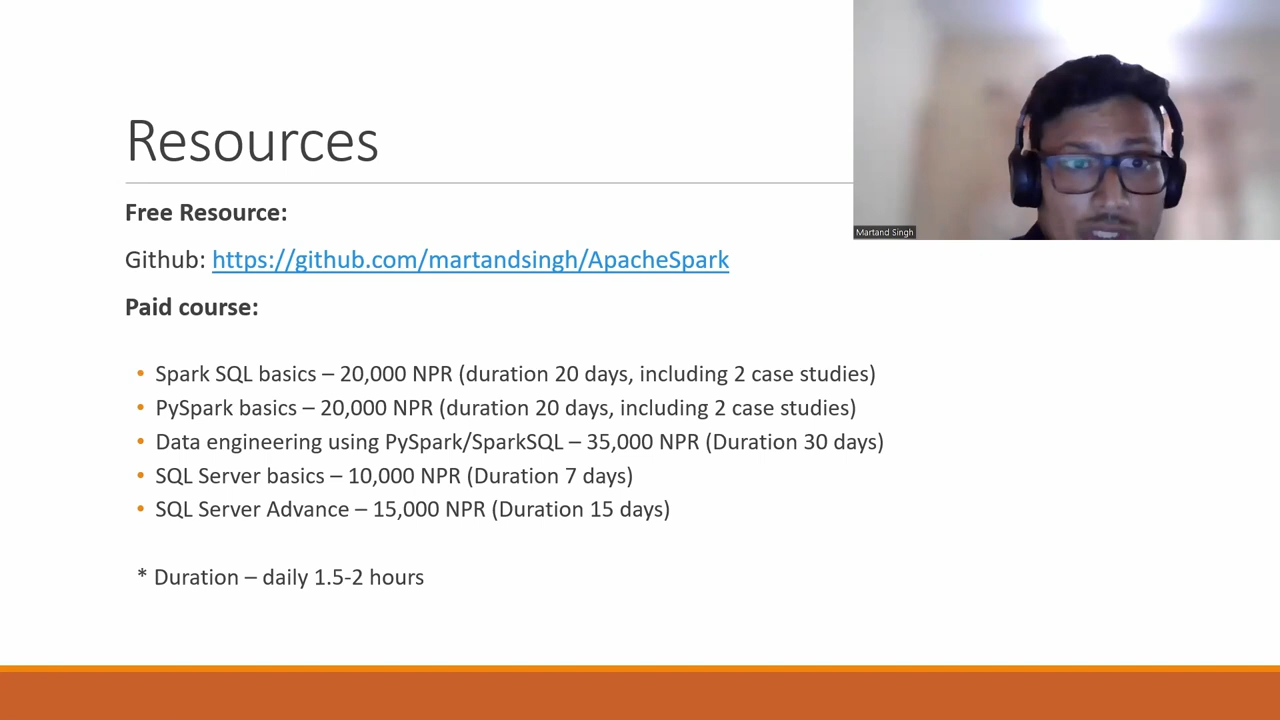 Resources
Martand Singh
Free Resource:
Github: https://github.com/martandsingh/ApacheSpark
Paid course:
• Spark SQL basics – 20,000 NPR (duration 20 days, including 2 case studies)
• PySpark basics – 20,000 NPR (duration 20 days, including 2 case studies)
• Data engineering using PySpark/SparkSQL – 35,000 NPR (Duration 30 days)
• SQL Server basics – 10,000 NPR (Duration 7 days)
• SQL Server Advance – 15,000 NPR (Duration 15 days)
* Duration – daily 1.5-2 hours